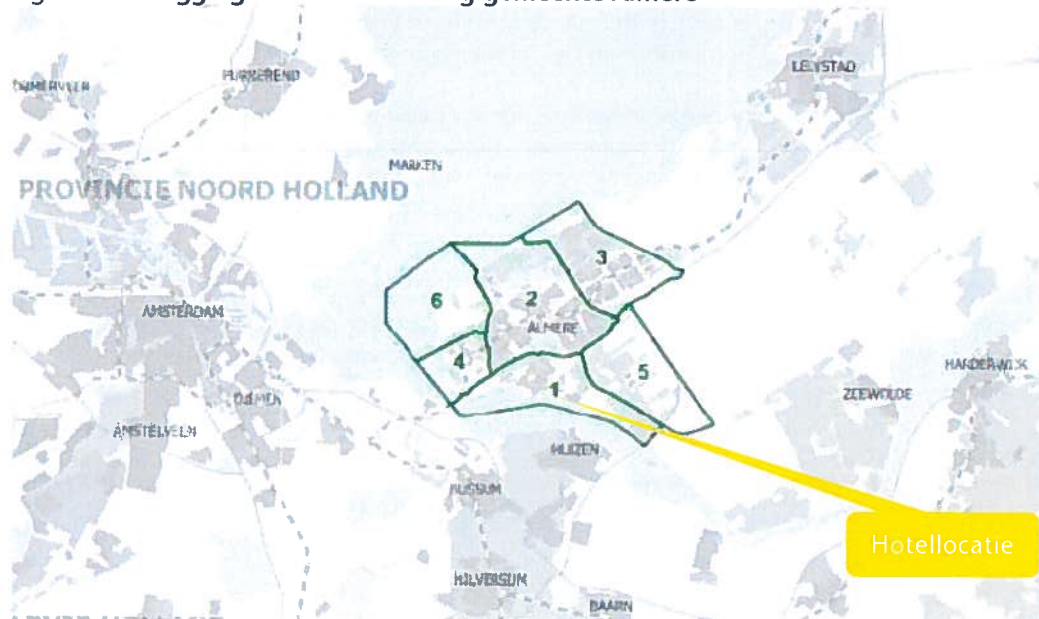 LELYSTAD
PURMEREND
MARKEN
PROVINCIE NOORD HOLLAND
3
6
2
AMSTERDAM
ALMERE
4
5
HARDERWIJK
1
ZEEWOLDE
DIEMEN
AMSTELVEEN
HUIZEN
BUSSUM
Hotellocatie
HILVERSUM
BAARN